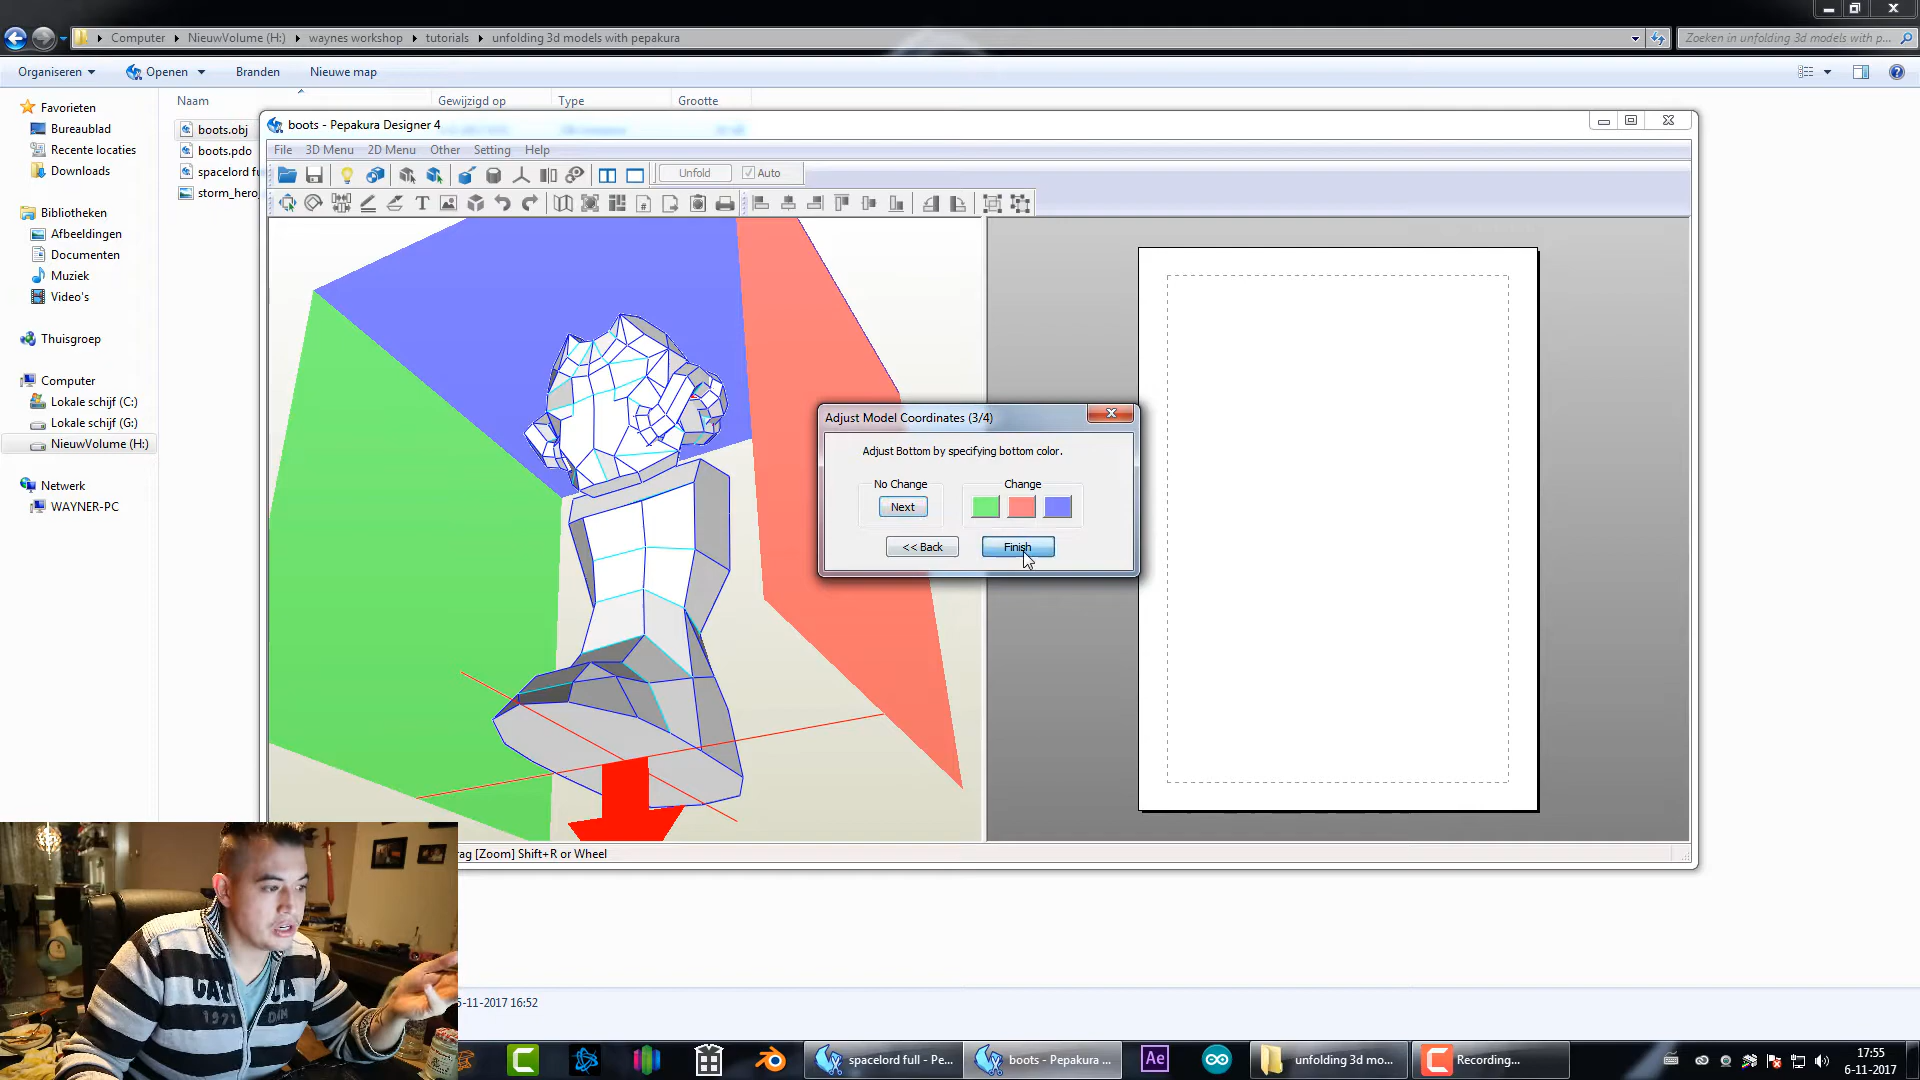 Computer NieuwVolume (H:) waynes workshop tutorials unfolding 3d models with pepakura
Zoeken in unfolding 3d models with p...
Organiseren Openen Branden Nieuwe map
Naam Gewijzigd op Type Grootte
Favorieten
Bureaublad
Recente locaties
Downloads
Bibliotheken
Afbeeldingen
Documenten
Muziek
Video's
Thuisgroep
Computer
Lokale schijf (C:)
Lokale schijf (G:)
NieuwVolume (H:)
Netwerk
WAYNER-PC
boots.obj
boots.pdo
spacelord fu
storm_hero
boots - Pepakura Designer 4
File 3D Menu 2D Menu Other Setting Help
Unfold Auto
Adjust Model Coordinates (3/4)
Adjust Bottom by specifying bottom color.
No Change Change
Next
<< Back Finish
rag [Zoom] Shift+R or Wheel
6-11-2017 16:52
spacelord full - Pe...
boots - Pepakura ...
Ae
unfolding 3d mo...
Recording...
17:55
6-11-2017